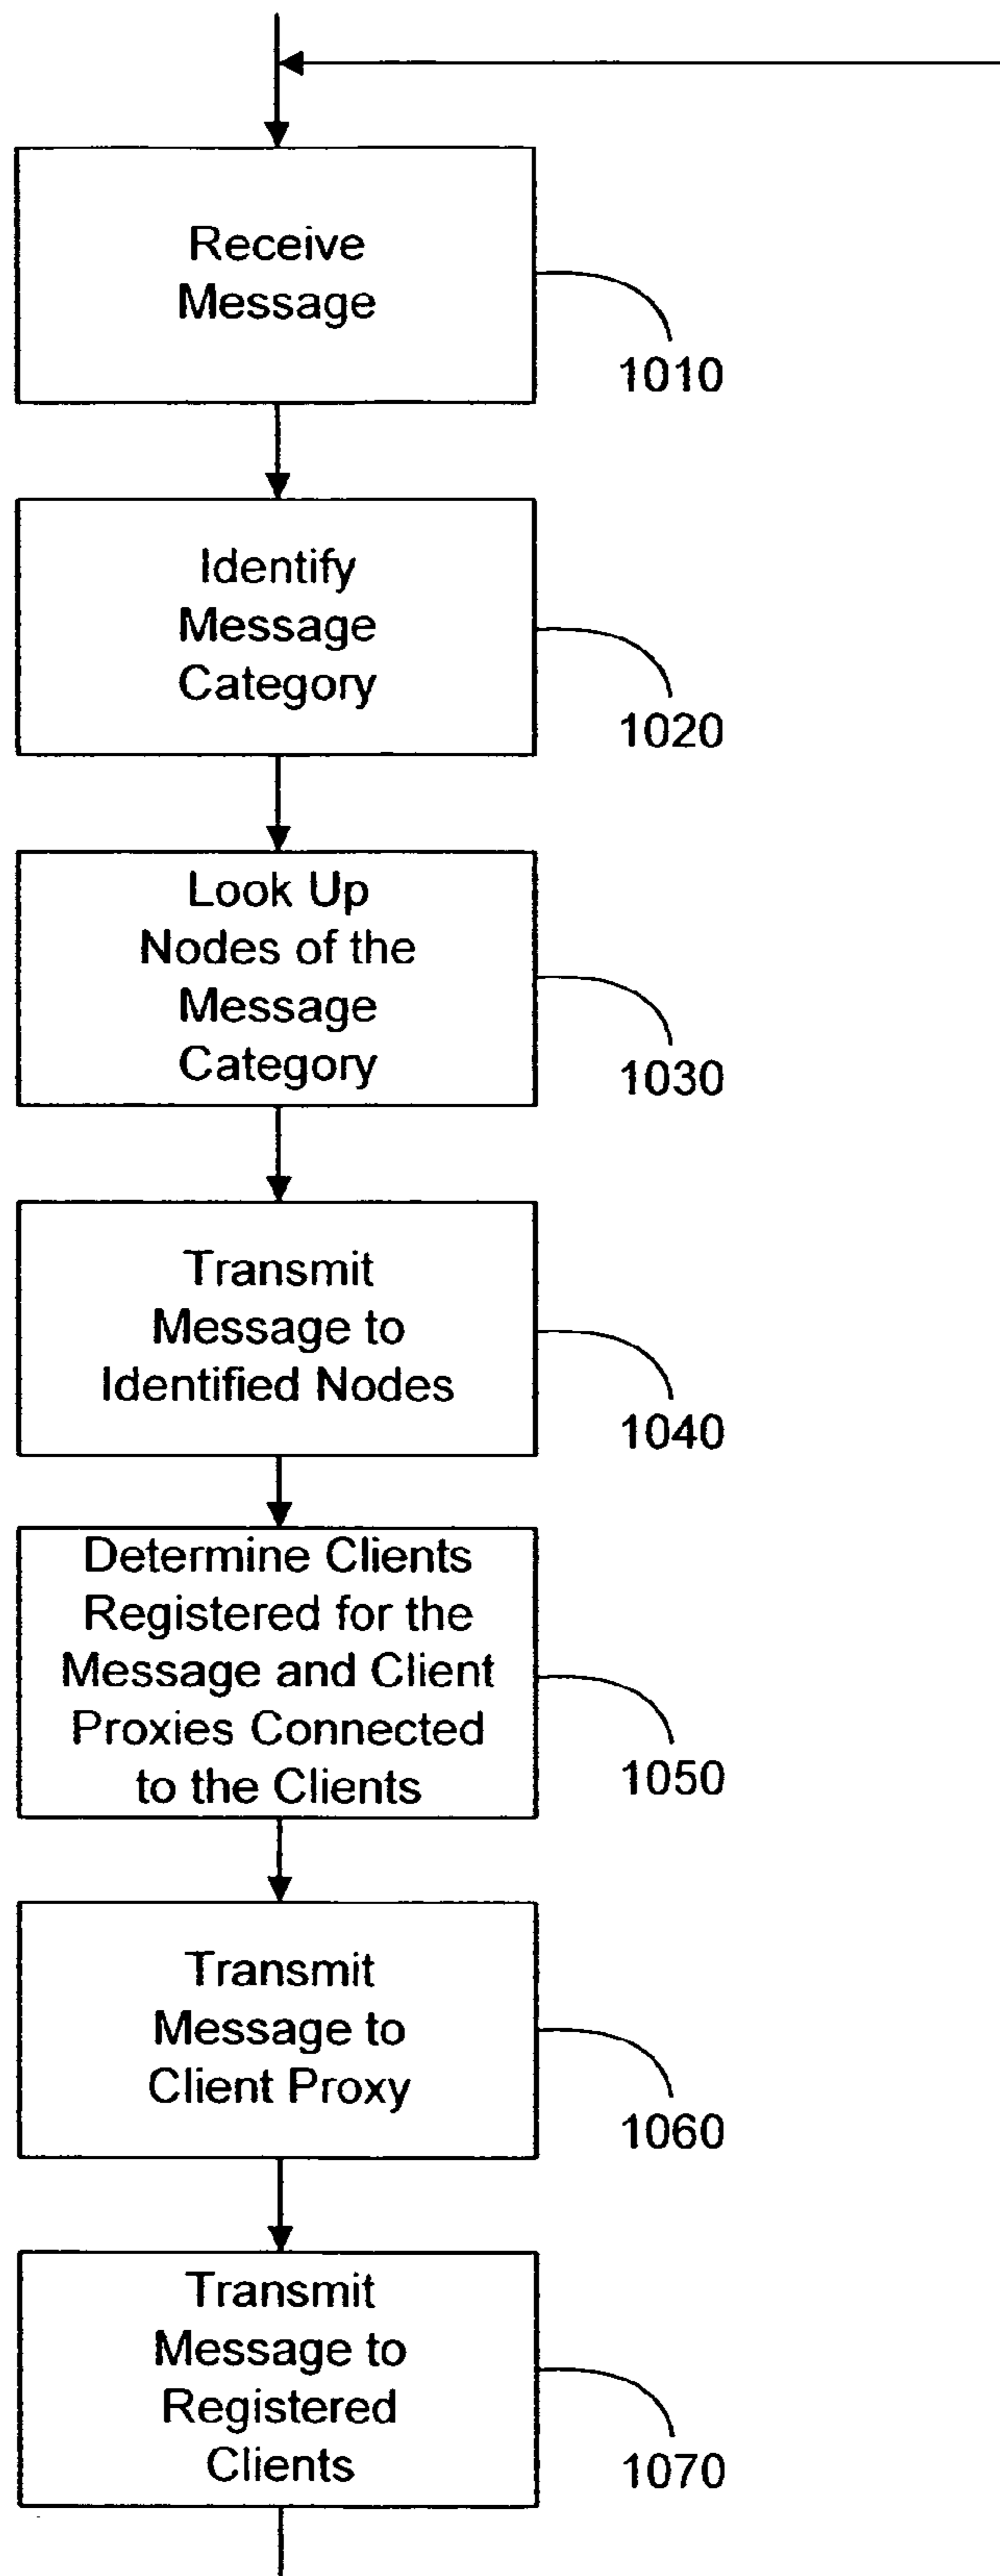 Receive
Message
1010
Identify
Message
Category
1020
Look Up
Nodes of the
Message
Category
1030
Transmit
Message to
Identified Nodes
1040
Determine Clients
Registered for the
Message and Client
Proxies Connected
to the Clients
1050
Transmit
Message to
Client Proxy
1060
Transmit
Message to
Registered
Clients
1070